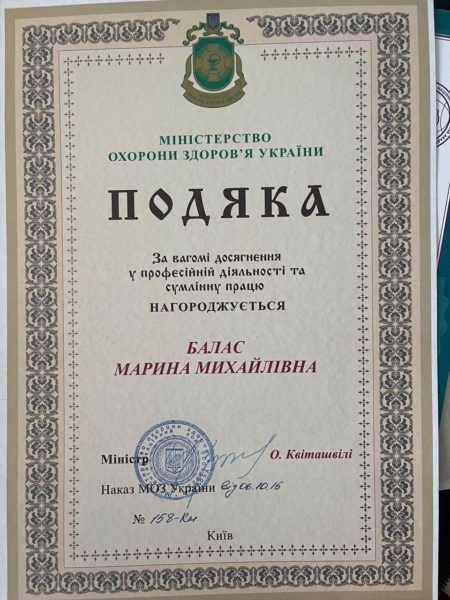 МІНІСТЕРСТВО
ОХОРОНИ ЗДОРОВ'Я УКРАЇНИ
ПОДЯКА
За вагомі досягнення
у професійній діяльності та
сумлінну працю
НАГОРОДЖУЄТЬСЯ
БАЛАС
МАРИНА МИХАЙЛІВНА
Міністр О. Квіташвілі
Наказ МОЗ України від 06.10.15
№ 158-Км
Київ